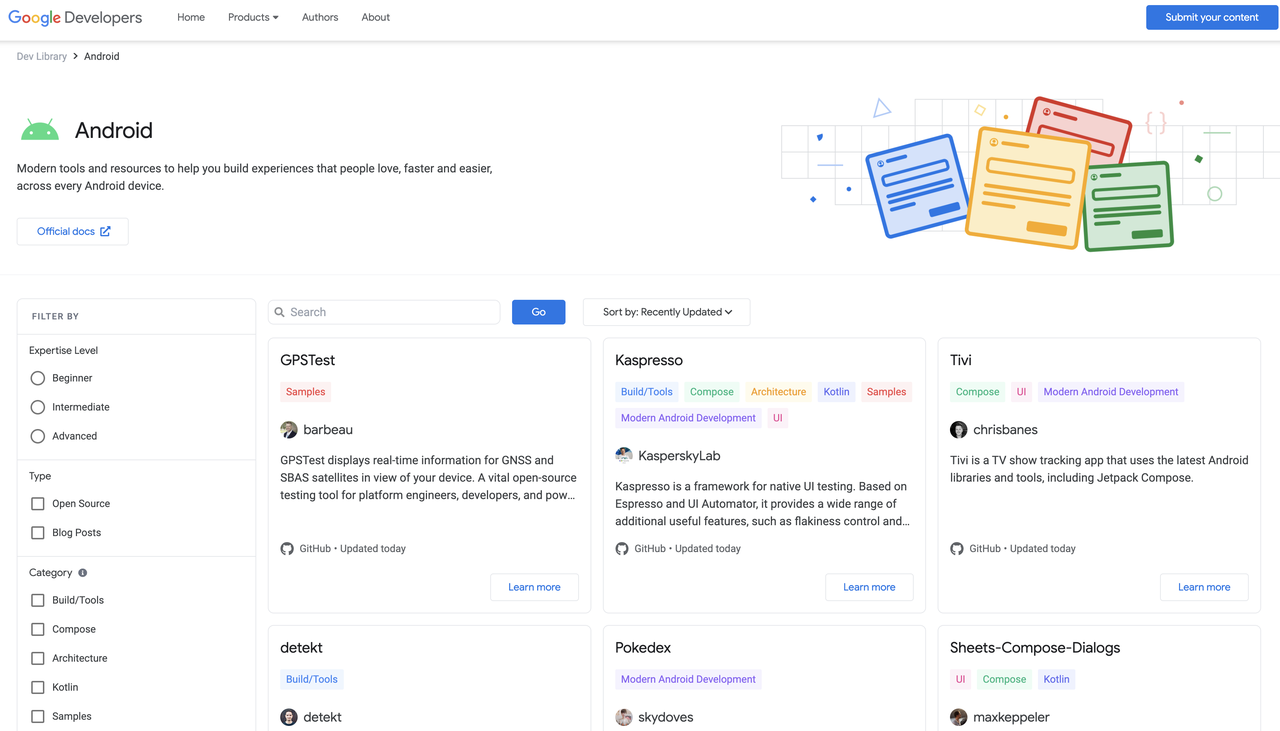 Google Developers
Home
Products
Authors
About
Submit your content
Dev Library
Android
Android
Modern tools and resources to help you build experiences that people love, faster and easier,
across every Android device.
Official docs
FILTER BY
Expertise Level
Beginner
Intermediate
Advanced
Type
Open Source
Blog Posts
Category
Build/Tools
Compose
Architecture
Kotlin
Samples
Search
Go
Sort by: Recently Updated
GPSTest
Samples
barbeau
GPSTest displays real-time information for GNSS and
SBAS satellites in view of your device. A vital open-source
testing tool for platform engineers, developers, and pow…
GitHub • Updated today
Learn more
Kaspresso
Build/Tools Compose Architecture Kotlin Samples
Modern Android Development UI
KasperskyLab
Kaspresso is a framework for native UI testing. Based on
Espresso and UI Automator, it provides a wide range of
additional useful features, such as flakiness control and…
GitHub • Updated today
Learn more
Tivi
Compose UI Modern Android Development
chrisbanes
Tivi is a TV show tracking app that uses the latest Android
libraries and tools, including Jetpack Compose.
GitHub • Updated today
Learn more
detekt
Build/Tools
detekt
Pokedex
Modern Android Development
skydoves
Sheets-Compose-Dialogs
UI Compose Kotlin
maxkeppeler